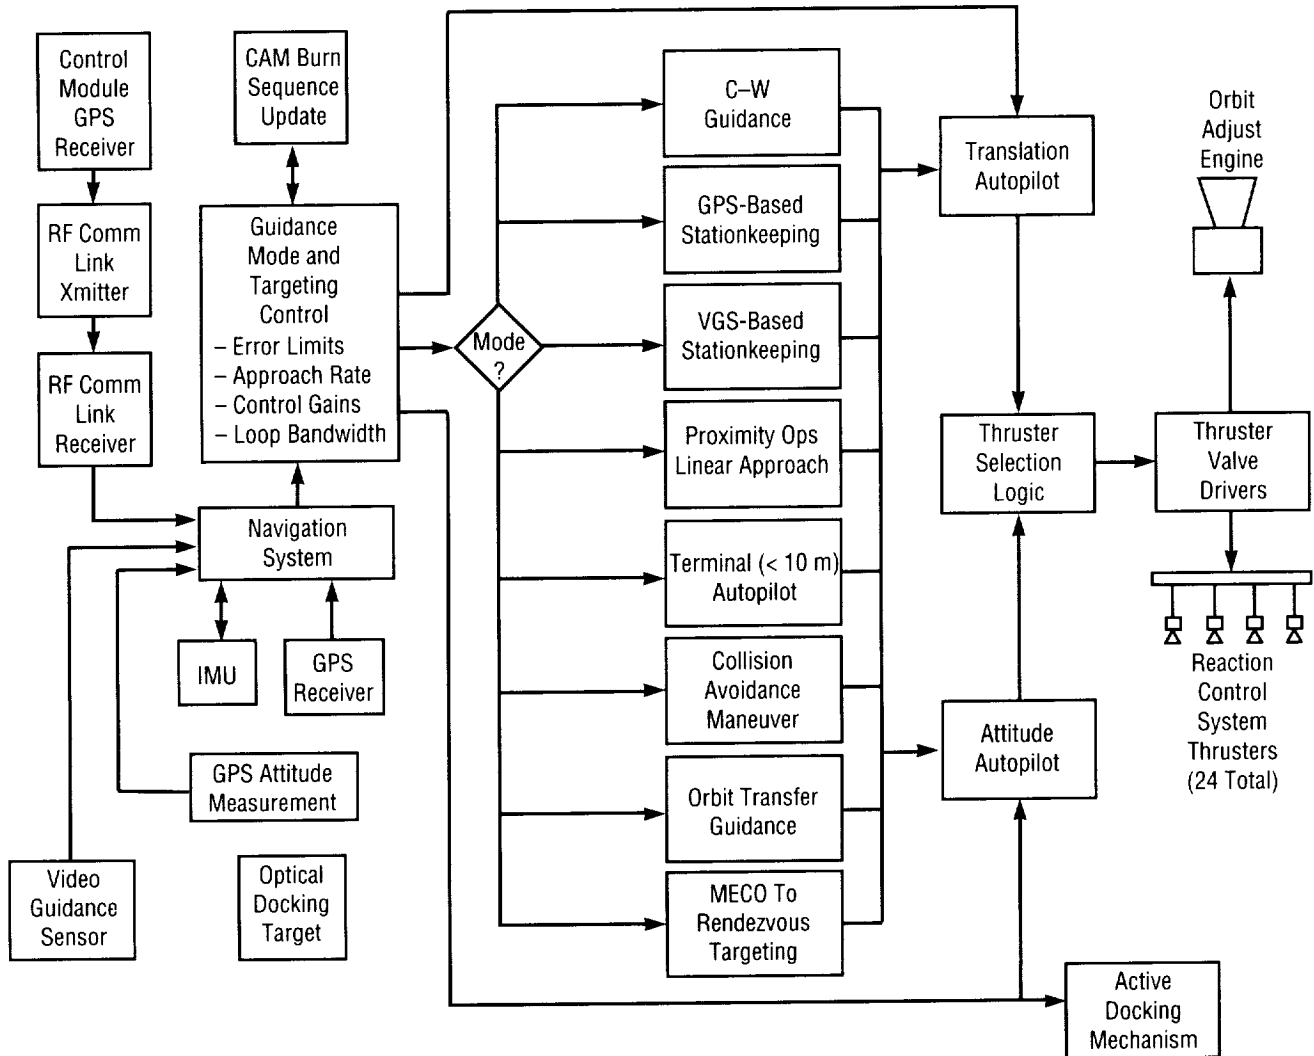 Control
Module
GPS
Receiver
RF Comm
Link
Xmitter
RF Comm
Link
Receiver
CAM Burn
Sequence
Update
Guidance
Mode and
Targeting
Control
– Error Limits
– Approach Rate
– Control Gains
– Loop Bandwidth
Navigation
System
IMU
GPS
Receiver
GPS Attitude
Measurement
Video
Guidance
Sensor
Optical
Docking
Target
Mode
?
C–W
Guidance
GPS-Based
Stationkeeping
VGS-Based
Stationkeeping
Proximity Ops
Linear Approach
Terminal (< 10 m)
Autopilot
Collision
Avoidance
Maneuver
Orbit Transfer
Guidance
MECO To
Rendezvous
Targeting
Translation
Autopilot
Thruster
Selection
Logic
Attitude
Autopilot
Active
Docking
Mechanism
Orbit
Adjust
Engine
Thruster
Valve
Drivers
Reaction
Control
System
Thrusters
(24 Total)